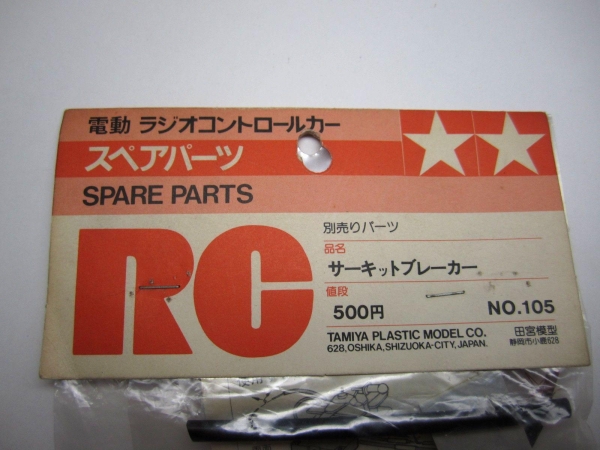 電動 ラジオコントロールカー
スペアパーツ
SPARE PARTS
RC
別売りパーツ
品名
サーキットブレーカー
値段
500円
NO.105
TAMIYA PLASTIC MODEL CO.
628,OSHIKA,SHIZUOKA-CITY,JAPAN.
田宮模型
静岡市小鹿628